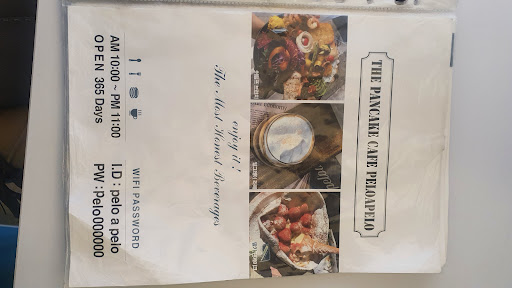 THE PANCAKE CAFE PELOAPELO
enjoy it !
The Most Honest Beverages
AM 10:00 ~ PM 11:00
OPEN 365 Days
WIFI PASSWORD
I.D : pelo a pelo
PW : Pelo000000